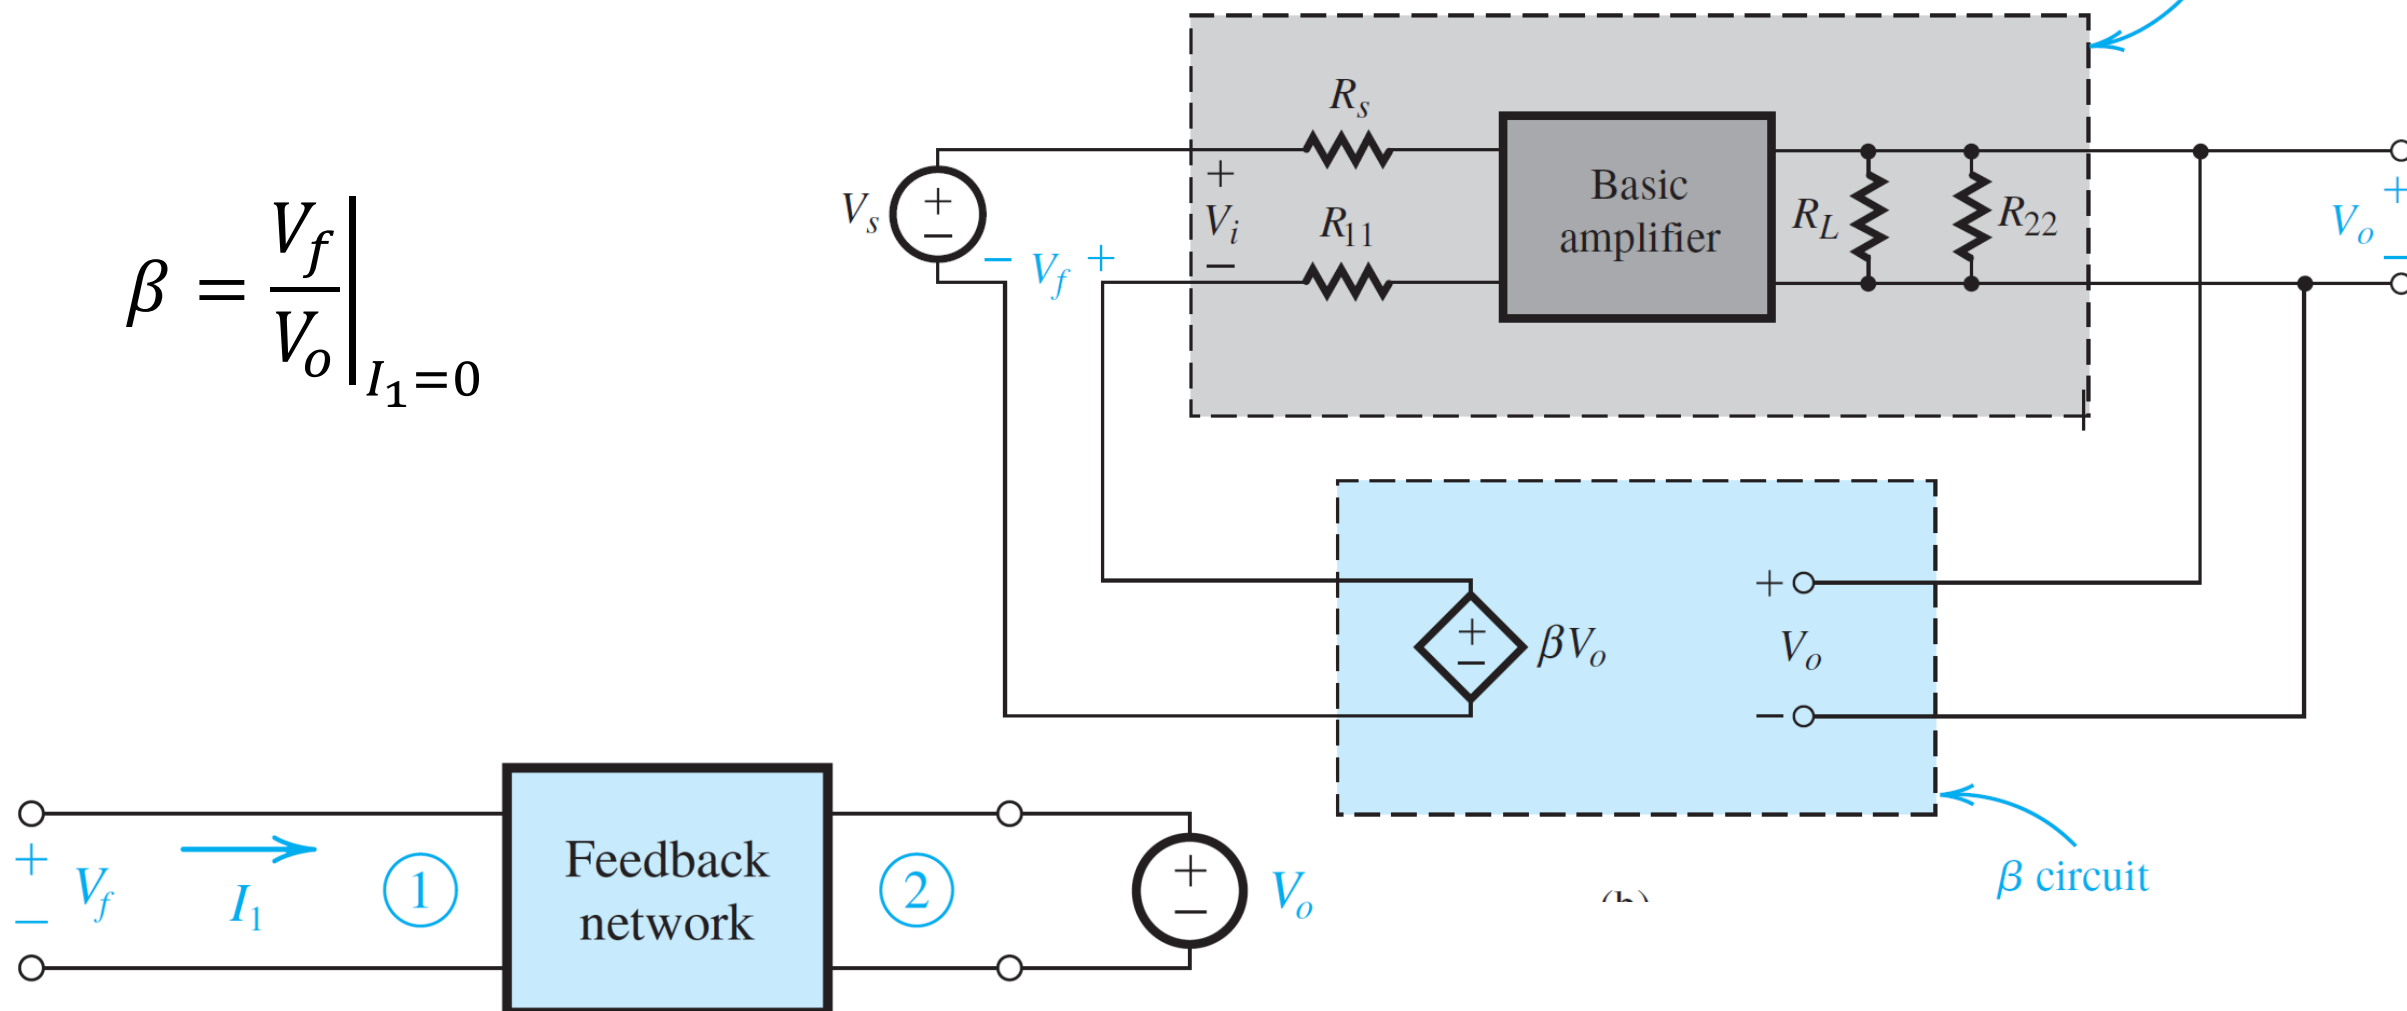 β = V_f / V_o |_{I_1=0}
R_s
Basic
amplifier
R_11
R_L
R_22
V_s
+
−
+
V_i
−
− V_f +
+
V_o
−
+
−
βV_o
+
V_o
−
β circuit
+
V_f
−
I_1
1
Feedback
network
2
+
−
V_o